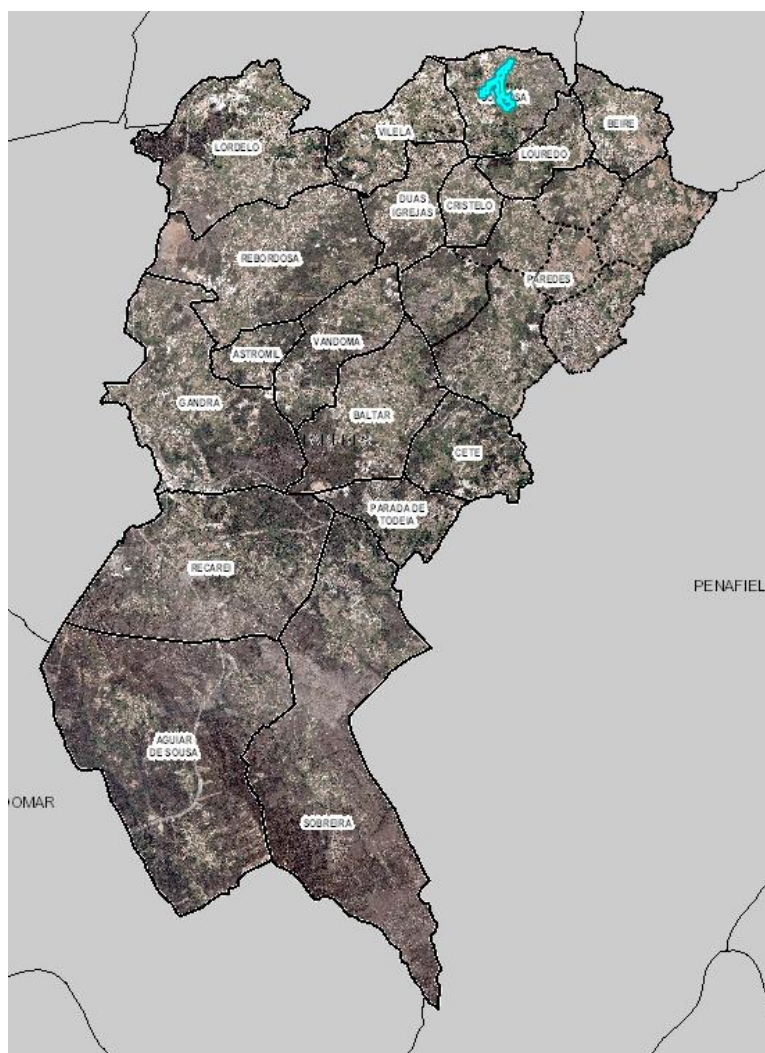 BEIRE
VILELA
LORDELO
LOUREDO
DUAS
IGREJAS
CRISTELO
REBORDOSA
PAREDES
VANDOMA
ASTROMIL
GANDRA
BALTAR
CETE
PARADA DE
TODEIA
RECAREI
PENAFIEL
AGUIAR
DE SOUSA
OMAR
SOBREIRA